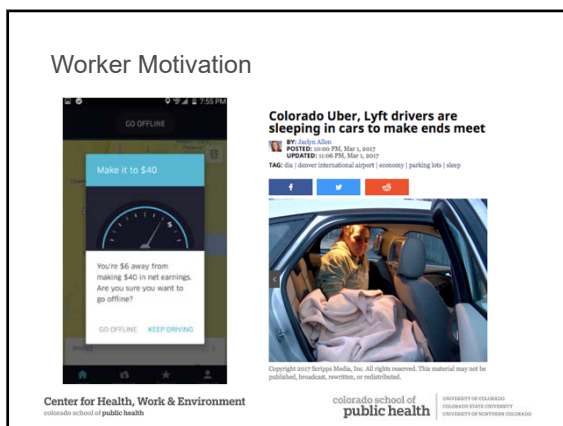 Worker Motivation
7:55 PM
GO OFFLINE
Make it to $40
$
You're $6 away from
making $40 in net earnings.
Are you sure you want to
go offline?
GO OFFLINE KEEP DRIVING
Colorado Uber, Lyft drivers are
sleeping in cars to make ends meet
BY: Jaclyn Allen
POSTED: 10:00 PM, Mar 1, 2017
UPDATED: 11:06 PM, Mar 1, 2017
TAG: dia | denver international airport | economy | parking lots | sleep
f
Copyright 2017 Scripps Media, Inc. All rights reserved. This material may not be
published, broadcast, rewritten, or redistributed.
Center for Health, Work & Environment
colorado school of public health
colorado school of
public health
UNIVERSITY OF COLORADO
COLORADO STATE UNIVERSITY
UNIVERSITY OF NORTHERN COLORADO